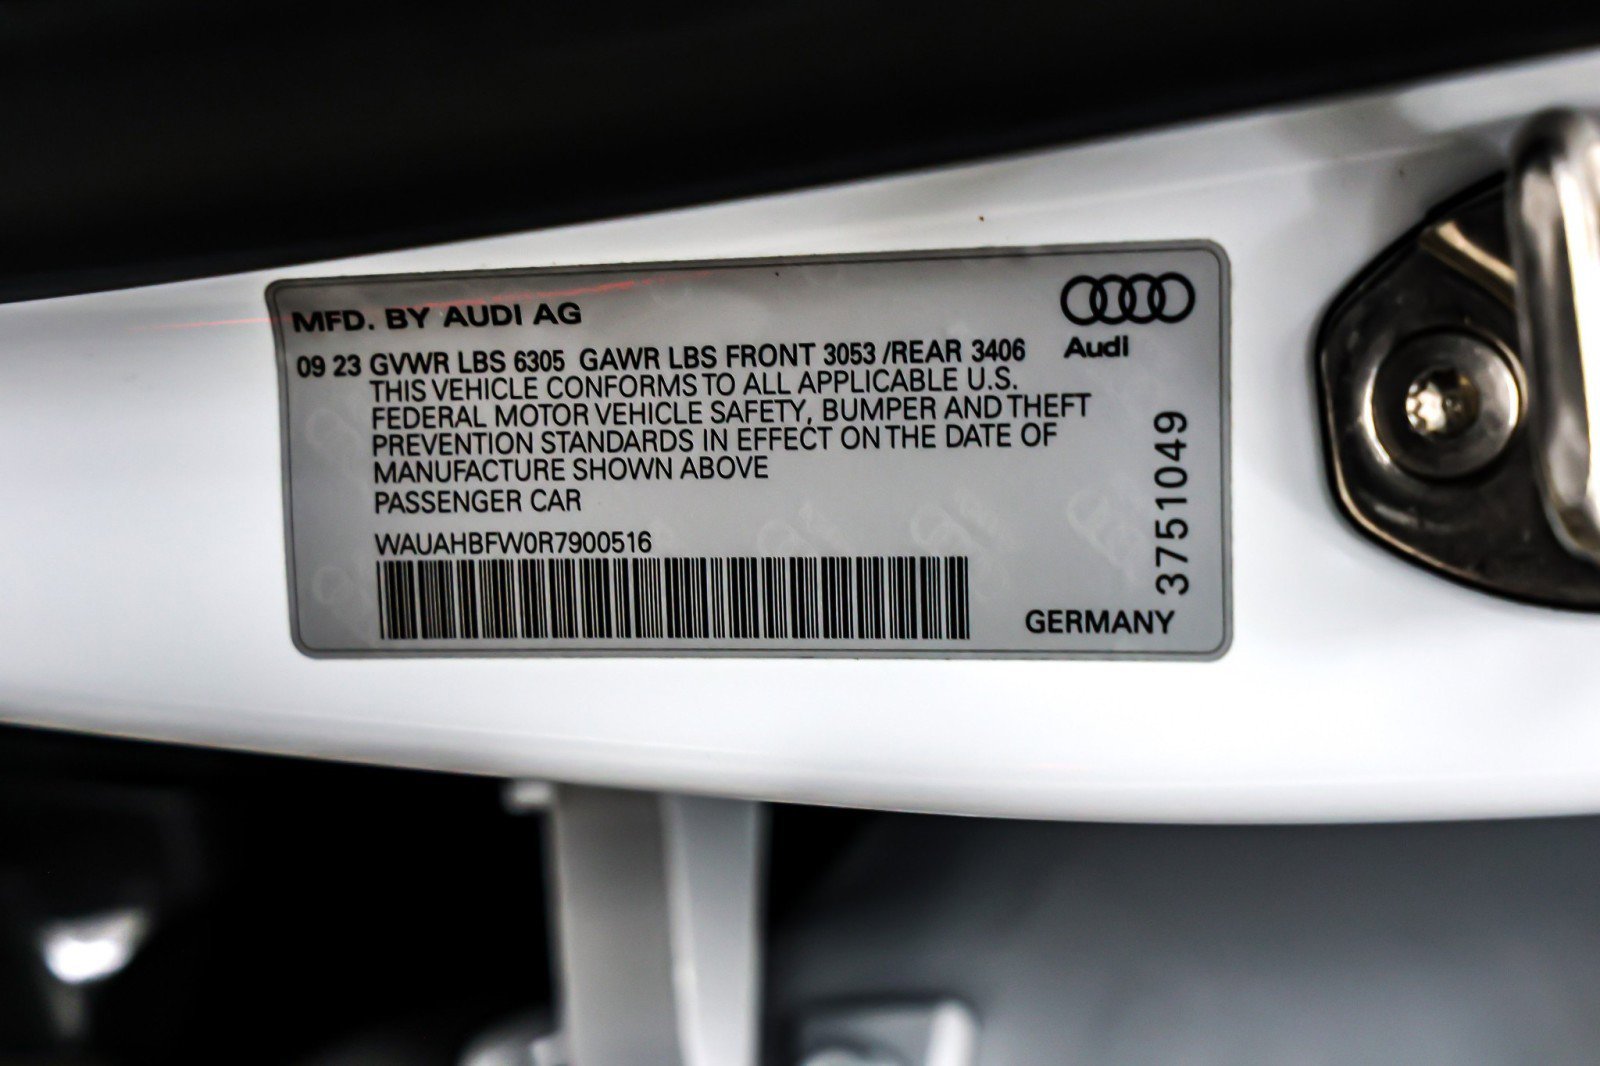 MFD. BY AUDI AG
Audi
09 23 GVWR LBS 6305 GAWR LBS FRONT 3053 /REAR 3406
THIS VEHICLE CONFORMS TO ALL APPLICABLE U.S.
FEDERAL MOTOR VEHICLE SAFETY, BUMPER AND THEFT
PREVENTION STANDARDS IN EFFECT ON THE DATE OF
MANUFACTURE SHOWN ABOVE
PASSENGER CAR
WAUAHBFW0R7900516
GERMANY
3751049